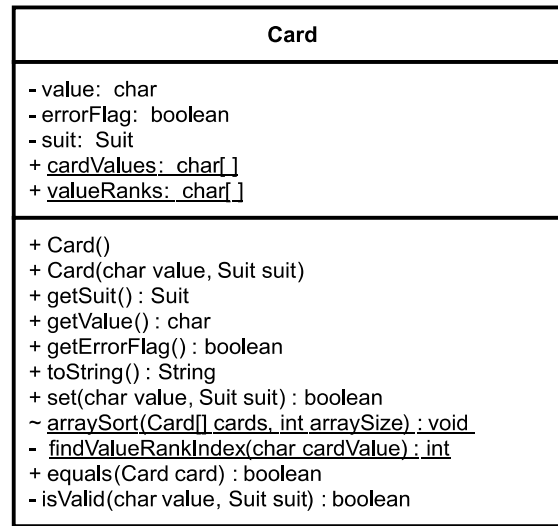 Card
- value: char
- errorFlag: boolean
- suit: Suit
+ cardValues: char[ ]
+ valueRanks: char[ ]
+ Card()
+ Card(char value, Suit suit)
+ getSuit() : Suit
+ getValue() : char
+ getErrorFlag() : boolean
+ toString() : String
+ set(char value, Suit suit) : boolean
~ arraySort(Card[] cards, int arraySize) : void
- findValueRankIndex(char cardValue) : int
+ equals(Card card) : boolean
- isValid(char value, Suit suit) : boolean